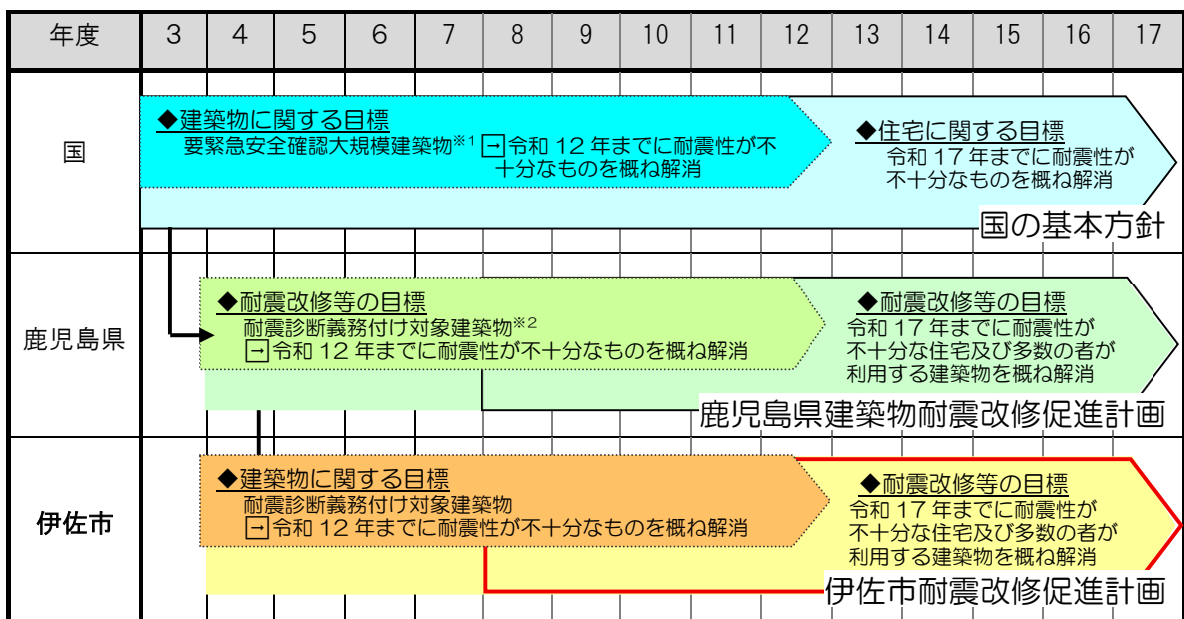 年度 3 4 5 6 7 8 9 10 11 12 13 14 15 16 17
国
◆建築物に関する目標
要緊急安全確認大規模建築物※1 →令和 12 年までに耐震性が不
十分なものを概ね解消
◆住宅に関する目標
令和 17 年までに耐震性が
不十分なものを概ね解消
国の基本方針
鹿児島県
◆耐震改修等の目標
耐震診断義務付け対象建築物※2
→令和 12 年までに耐震性が不十分なものを概ね解消
◆耐震改修等の目標
令和 17 年までに耐震性が
不十分な住宅及び多数の者が
利用する建築物を概ね解消
鹿児島県建築物耐震改修促進計画
伊佐市
◆建築物に関する目標
耐震診断義務付け対象建築物
→令和 12 年までに耐震性が不十分なものを概ね解消
◆耐震改修等の目標
令和 17 年までに耐震性が
不十分な住宅及び多数の者が
利用する建築物を概ね解消
伊佐市耐震改修促進計画